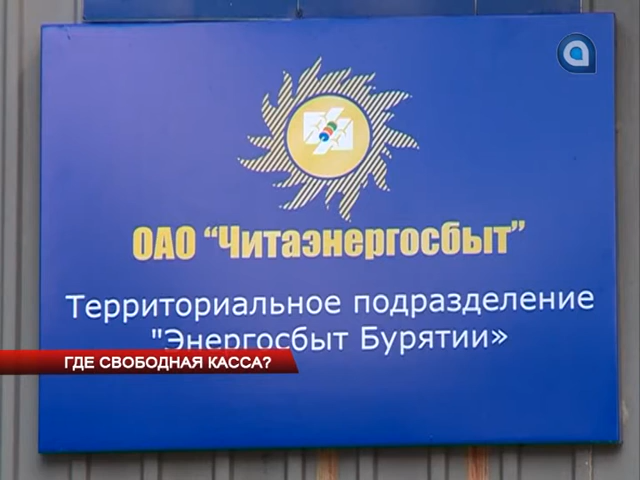 ОАО “Читаэнергосбыт”
Территориальное подразделение
"Энергосбыт Бурятии»
ГДЕ СВОБОДНАЯ КАССА?